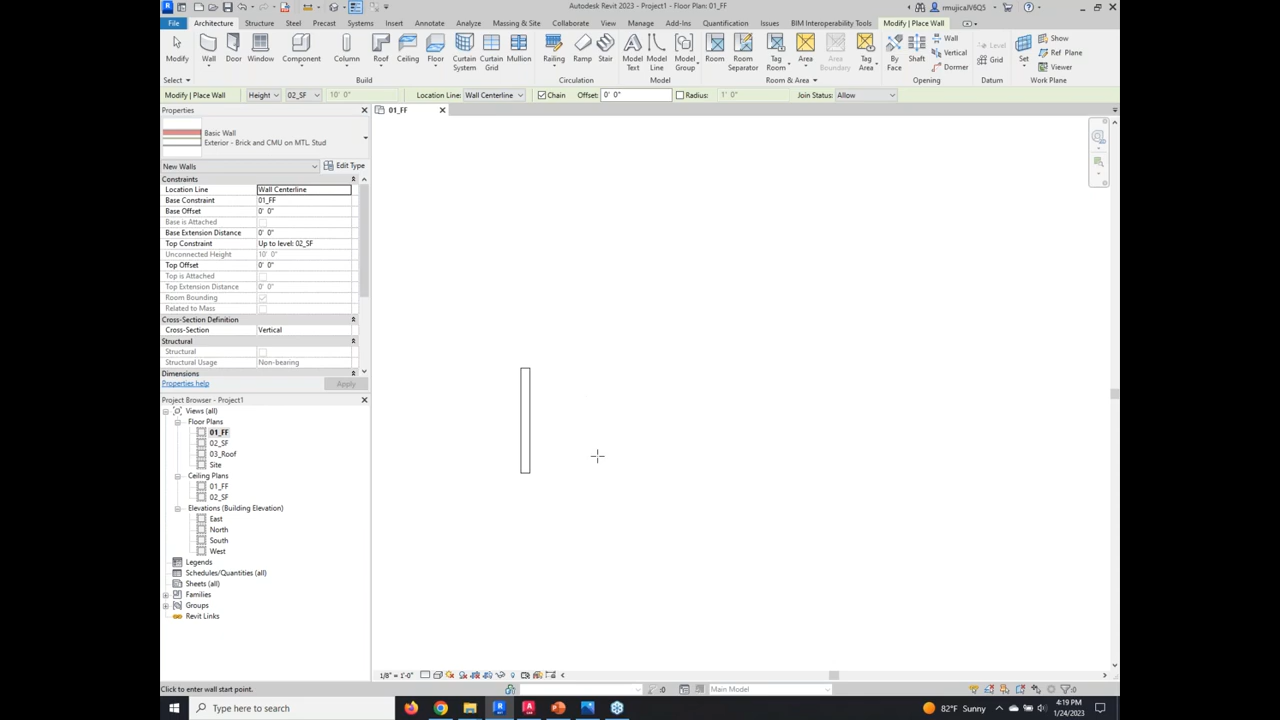 Autodesk Revit 2023 - Project1 - Floor Plan: 01_FF
rmujicaJV6Q5
File Architecture Structure Steel Precast Systems Insert Annotate Analyze Massing & Site Collaborate View Manage Add-Ins Quantification Issues BIM Interoperability Tools Modify | Place Wall
Modify Wall Door Window Component Column Roof Ceiling Floor Curtain System Curtain Grid Mullion Railing Ramp Stair Model Text Model Line Model Group Room Room Separator Tag Room Area Area Boundary Tag Area By Face Shaft Wall Vertical Dormer Level Grid Set Show Ref Plane Viewer
Select Build Circulation Model Room & Area Opening Datum Work Plane
Modify | Place Wall Height 02_SF 10' 0" Location Line: Wall Centerline Chain Offset: 0' 0" Radius: 1' 0" Join Status: Allow
Properties
01_FF
Basic Wall
Exterior - Brick and CMU on MTL. Stud
New Walls Edit Type
Constraints
Location Line Wall Centerline
Base Constraint 01_FF
Base Offset 0' 0"
Base is Attached
Base Extension Distance 0' 0"
Top Constraint Up to level: 02_SF
Unconnected Height 10' 0"
Top Offset 0' 0"
Top is Attached
Top Extension Distance 0' 0"
Room Bounding
Related to Mass
Cross-Section Definition
Cross-Section Vertical
Structural
Structural
Structural Usage Non-bearing
Dimensions
Properties help Apply
Project Browser - Project1
Views (all)
Floor Plans
01_FF
02_SF
03_Roof
Site
Ceiling Plans
01_FF
02_SF
Elevations (Building Elevation)
East
North
South
West
Legends
Schedules/Quantities (all)
Sheets (all)
Families
Groups
Revit Links
1/8" = 1'-0"
Click to enter wall start point.
:0
Main Model
:0
Type here to search
82°F Sunny
4:19 PM
1/24/2023